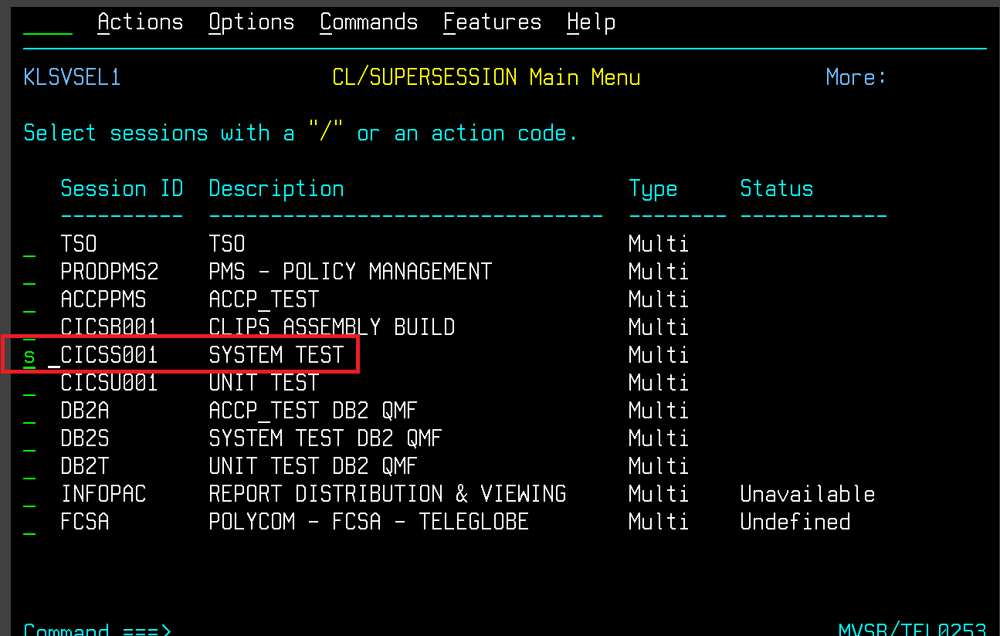 ____ Actions Options Commands Features Help
KLSVSEL1 CL/SUPERSESSION Main Menu More:
Select sessions with a "/" or an action code.
Session ID Description Type Status
---------- -------------------------------- -------- ------------
_ TSO TSO Multi
_ PRODPMS2 PMS - POLICY MANAGEMENT Multi
_ ACCPPMS ACCP_TEST Multi
_ CICSB001 CLIPS ASSEMBLY BUILD Multi
s _CICSS001 SYSTEM TEST Multi
_ CICSU001 UNIT TEST Multi
_ DB2A ACCP_TEST DB2 QMF Multi
_ DB2S SYSTEM TEST DB2 QMF Multi
_ DB2T UNIT TEST DB2 QMF Multi
_ INFOPAC REPORT DISTRIBUTION & VIEWING Multi Unavailable
_ FCSA POLYCOM - FCSA - TELEGLOBE Multi Undefined
Command ===> MVSB/TEL0253